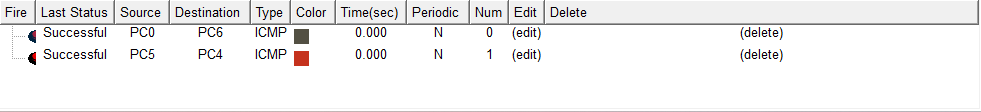 Fire Last Status Source Destination Type Color Time(sec) Periodic Num Edit Delete
Successful PC0 PC6 ICMP 0.000 N 0 (edit) (delete)
Successful PC5 PC4 ICMP 0.000 N 1 (edit) (delete)